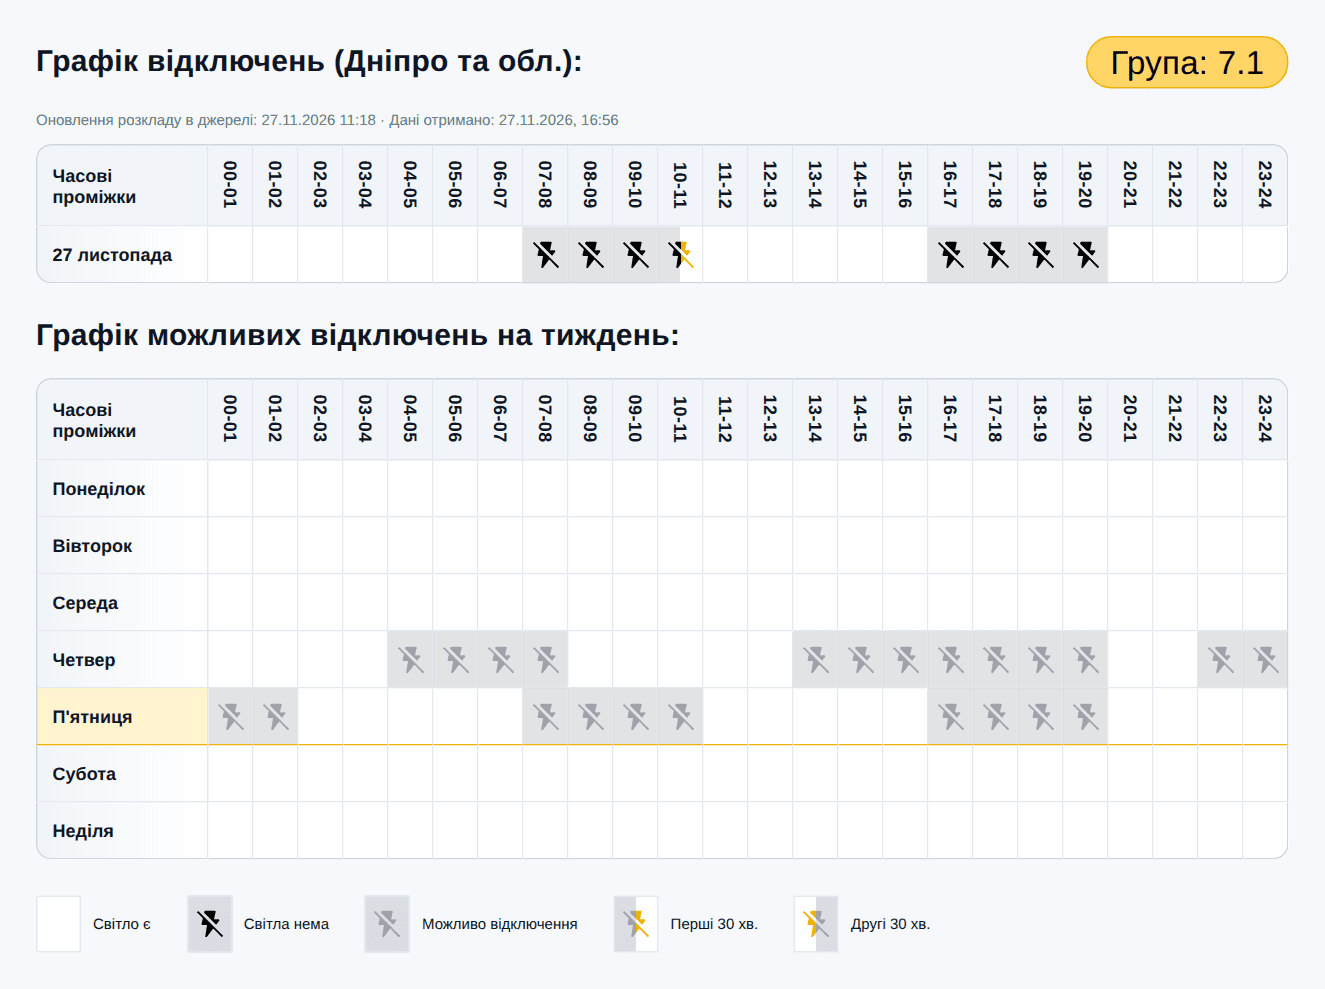 Графік відключень (Дніпро та обл.):
Група: 7.1
Оновлення розкладу в джерелі: 27.11.2026 11:18 · Дані отримано: 27.11.2026, 16:56
Часові проміжки 00-01 01-02 02-03 03-04 04-05 05-06 06-07 07-08 08-09 09-10 10-11 11-12 12-13 13-14 14-15 15-16 16-17 17-18 18-19 19-20 20-21 21-22 22-23 23-24
27 листопада
Графік можливих відключень на тиждень:
Часові проміжки 00-01 01-02 02-03 03-04 04-05 05-06 06-07 07-08 08-09 09-10 10-11 11-12 12-13 13-14 14-15 15-16 16-17 17-18 18-19 19-20 20-21 21-22 22-23 23-24
Понеділок
Вівторок
Середа
Четвер
П'ятниця
Субота
Неділя
Світло є Світла нема Можливо відключення Перші 30 хв. Другі 30 хв.